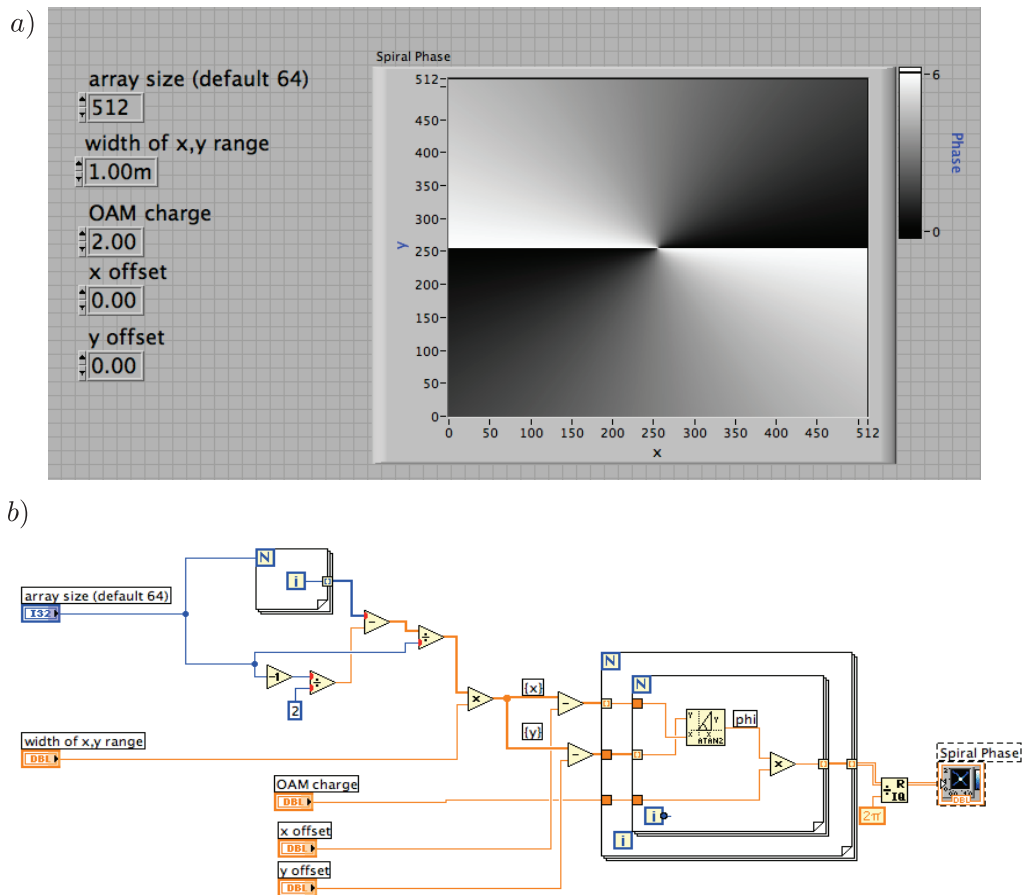 a)
Spiral Phase
array size (default 64)
512
width of x,y range
1.00m
OAM charge
2.00
x offset
0.00
y offset
0.00
512
450
400
350
300
250
200
150
100
50
0
y
0 50 100 150 200 250 300 350 400 450 512
x
6
0
Phase
b)
N
i
array size (default 64)
I32
-
÷
-1
÷
2
×
{x}
-
{y}
-
width of x,y range
DBL
OAM charge
DBL
x offset
DBL
y offset
DBL
N
N
Y
Y
X X
ATAN2
phi
×
i
i
÷ R
IQ
2π
Spiral Phase
DBL